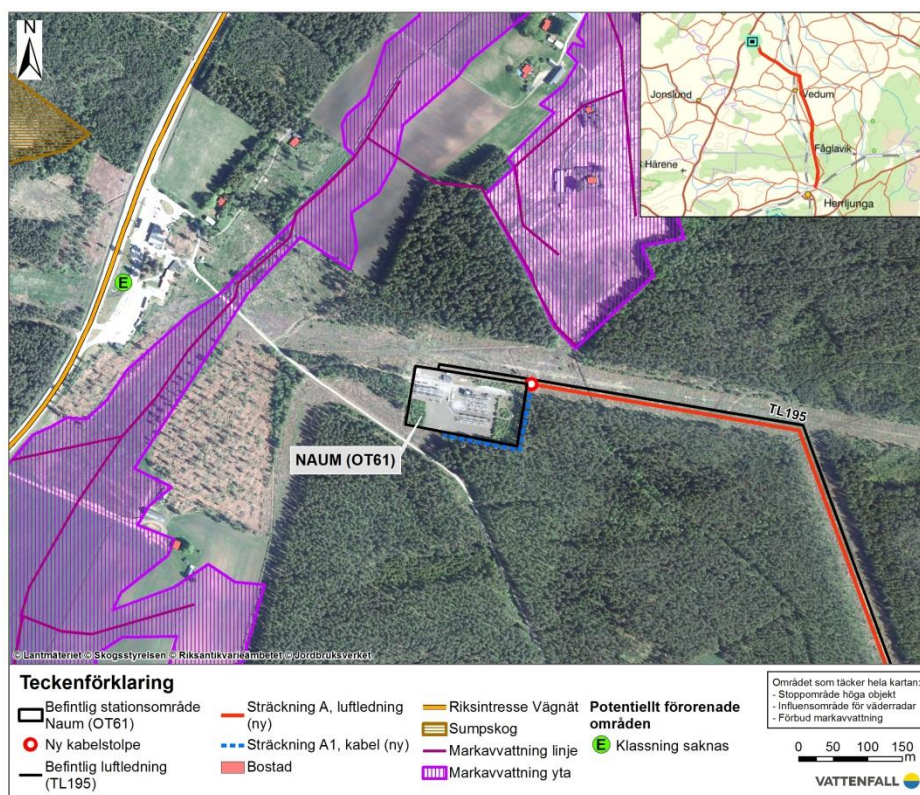 N
Jonslund
Vedum
Fåglavik
Härene
Herrljunga
E
TL195
NAUM (OT61)
© Lantmäteriet © Skogsstyrelsen © Riksantikvarieämbetet © Jordbruksverket
Teckenförklaring
Befintlig stationsområde
Naum (OT61)
Ny kabelstolpe
Befintlig luftledning
(TL195)
Sträckning A, luftledning
(ny)
Sträckning A1, kabel (ny)
Bostad
Riksintresse Vägnät
Sumpskog
Markavvattning linje
Markavvattning yta
Potentiellt förorenade
områden
E Klassning saknas
Området som täcker hela kartan:
- Stoppområde höga objekt
- Influensområde för väderradar
- Förbud markavvattning
0 50 100 150
m
VATTENFALL